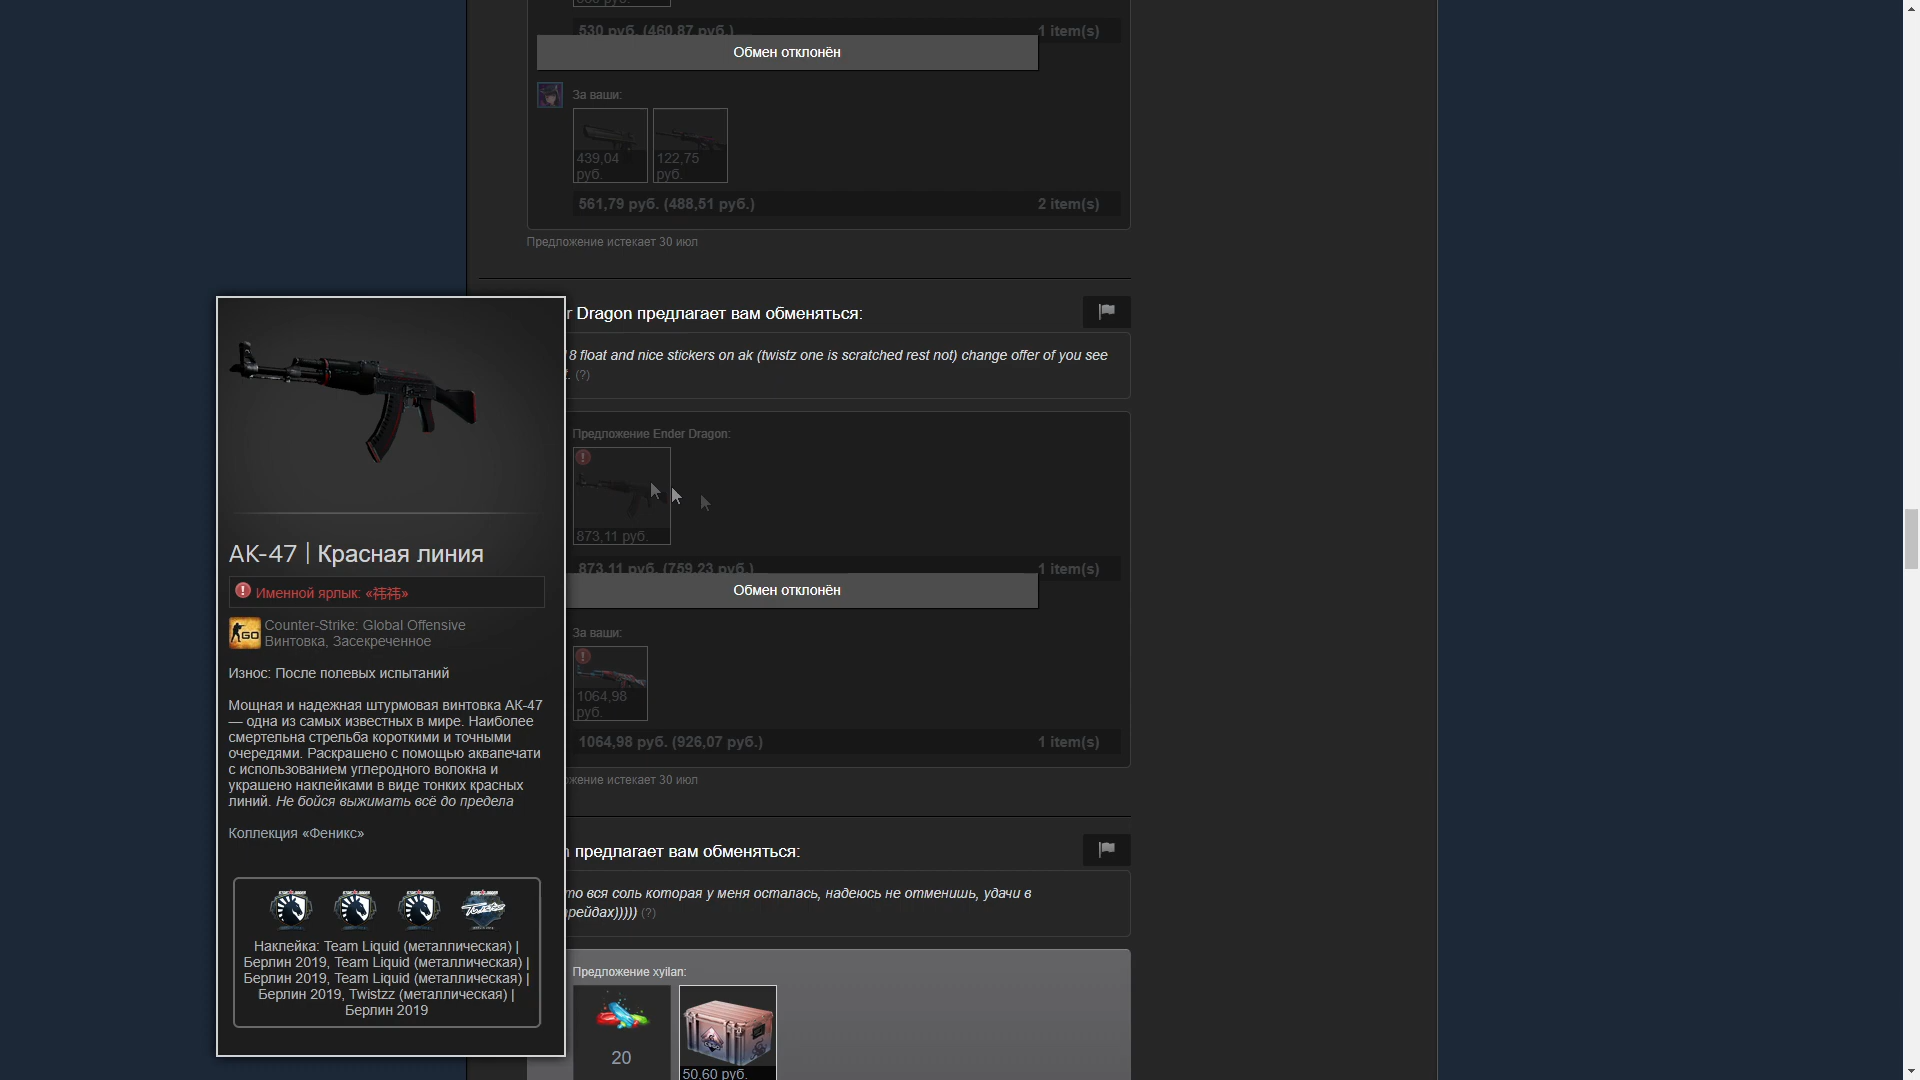 530 руб. (460,87 руб.)
1 item(s)
Обмен отклонён
За ваши:
439,04
руб.
122,75
руб.
561,79 руб. (488,51 руб.)
2 item(s)
Предложение истекает 30 июл
r Dragon предлагает вам обменяться:
8 float and nice stickers on ak (twistz one is scratched rest not) change offer of you see
f. (?)
Предложение Ender Dragon:
873,11 руб.
873,11 руб. (759,23 руб.)
1 item(s)
Обмен отклонён
За ваши:
1064,98
руб.
1064,98 руб. (926,07 руб.)
1 item(s)
жение истекает 30 июл
AK-47 | Красная линия
Именной ярлык: «祎祎»
GO
Counter-Strike: Global Offensive
Винтовка, Засекреченное
Износ: После полевых испытаний
Мощная и надежная штурмовая винтовка АК-47
— одна из самых известных в мире. Наиболее
смертельна стрельба короткими и точными
очередями. Раскрашено с помощью аквапечати
с использованием углеродного волокна и
украшено наклейками в виде тонких красных
линий. Не бойся выжимать всё до предела
Коллекция «Феникс»
Наклейка: Team Liquid (металлическая) |
Берлин 2019, Team Liquid (металлическая) |
Берлин 2019, Team Liquid (металлическая) |
Берлин 2019, Twistzz (металлическая) |
Берлин 2019
n предлагает вам обменяться:
то вся соль которая у меня осталась, надеюсь не отменишь, удачи в
рейдах))))) (?)
Предложение xyilan:
20
50,60 руб.